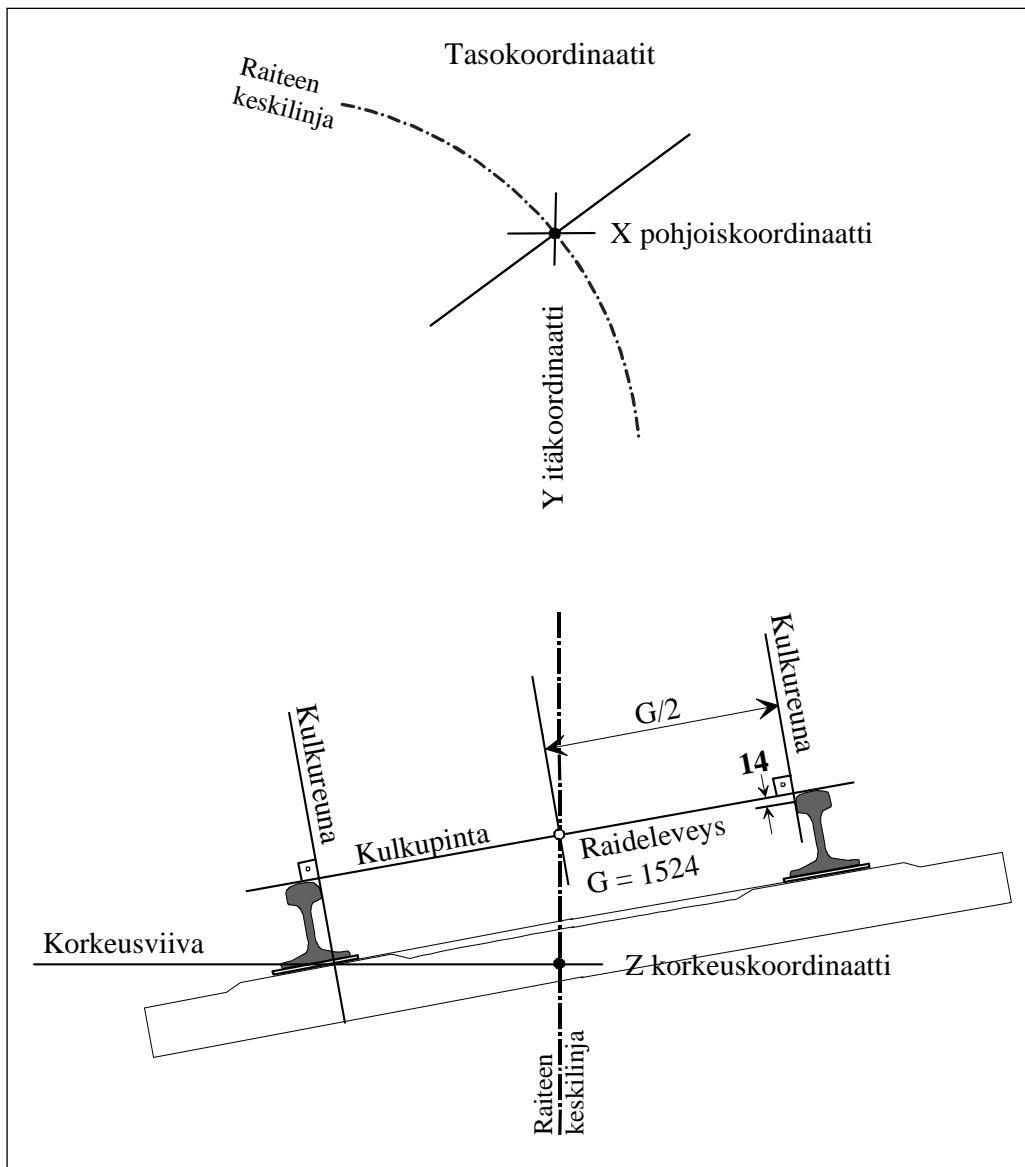 Tasokoordinaatit
Raiteen
keskilinja
X pohjoiskoordinaatti
Y itäkoordinaatti
Kulkureuna
Kulkureuna
G/2
14
Kulkupinta
Raideleveys
G = 1524
Korkeusviiva
Z korkeuskoordinaatti
Raiteen
keskilinja